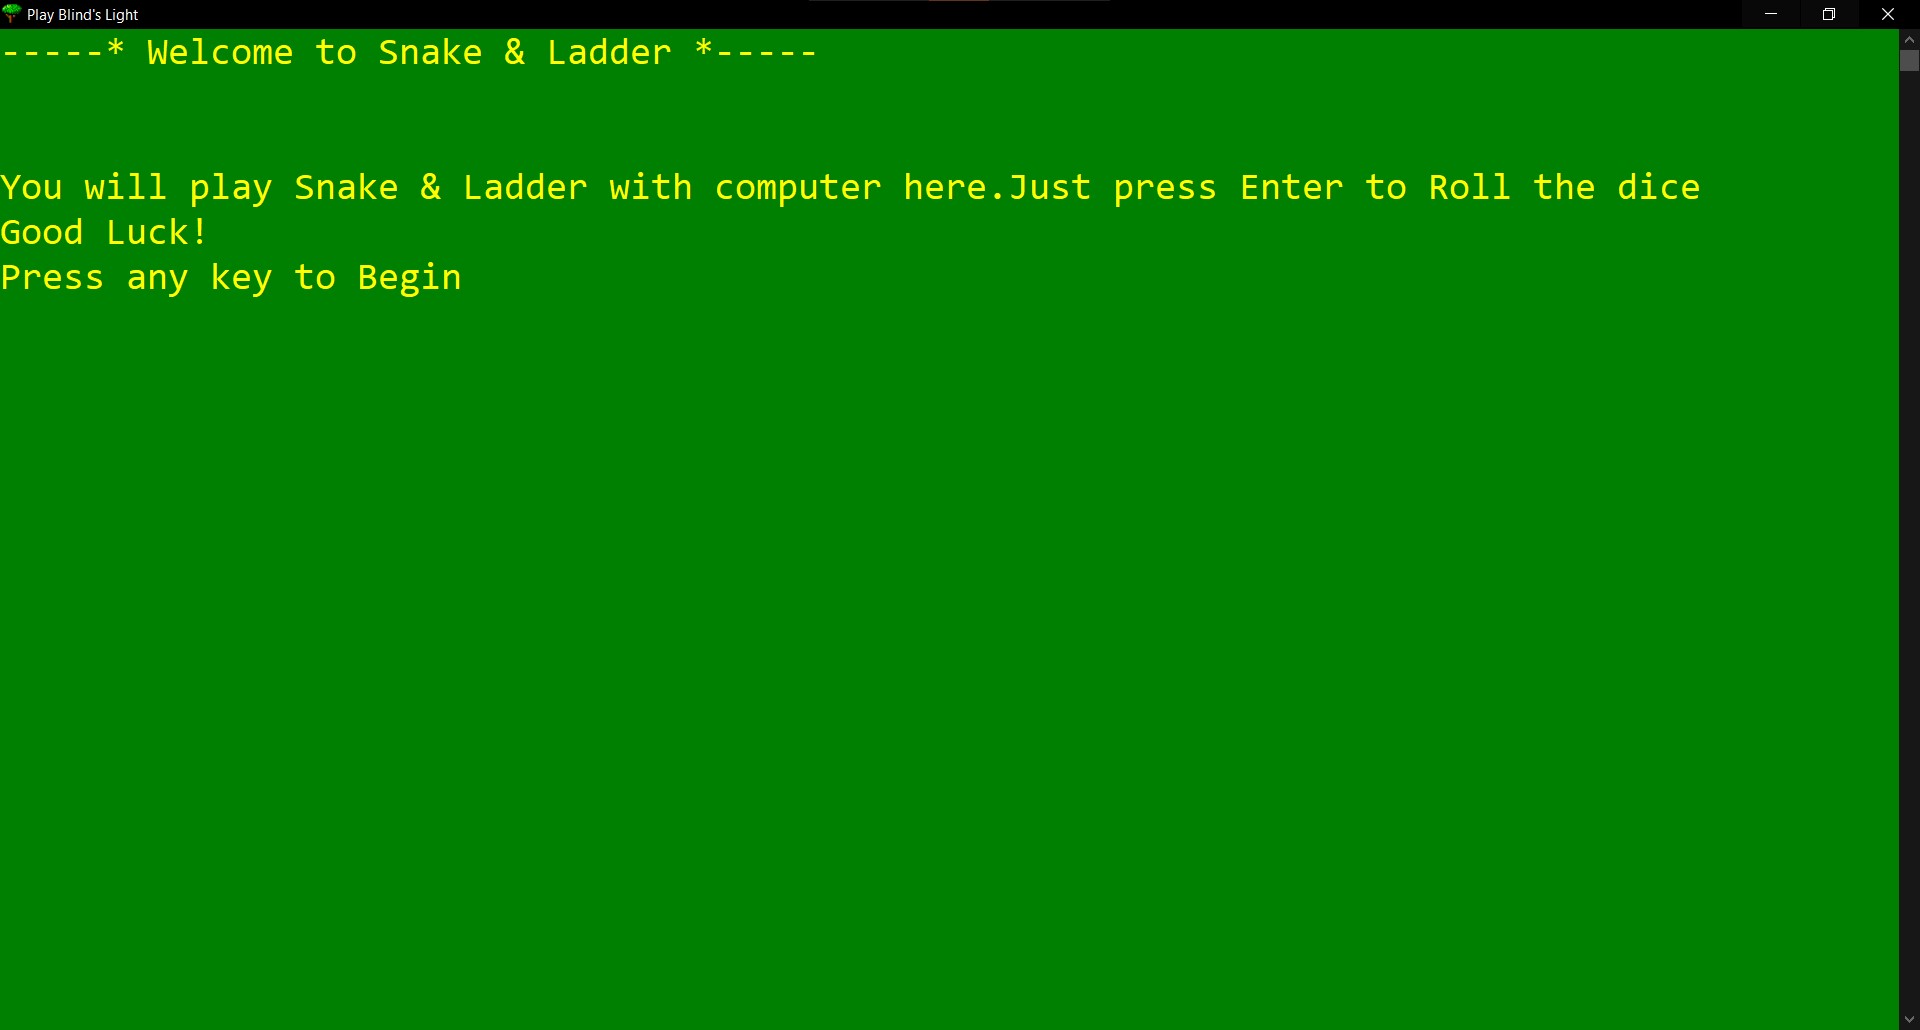 Play Blind's Light
-----* Welcome to Snake & Ladder *-----
You will play Snake & Ladder with computer here.Just press Enter to Roll the dice
Good Luck!
Press any key to Begin